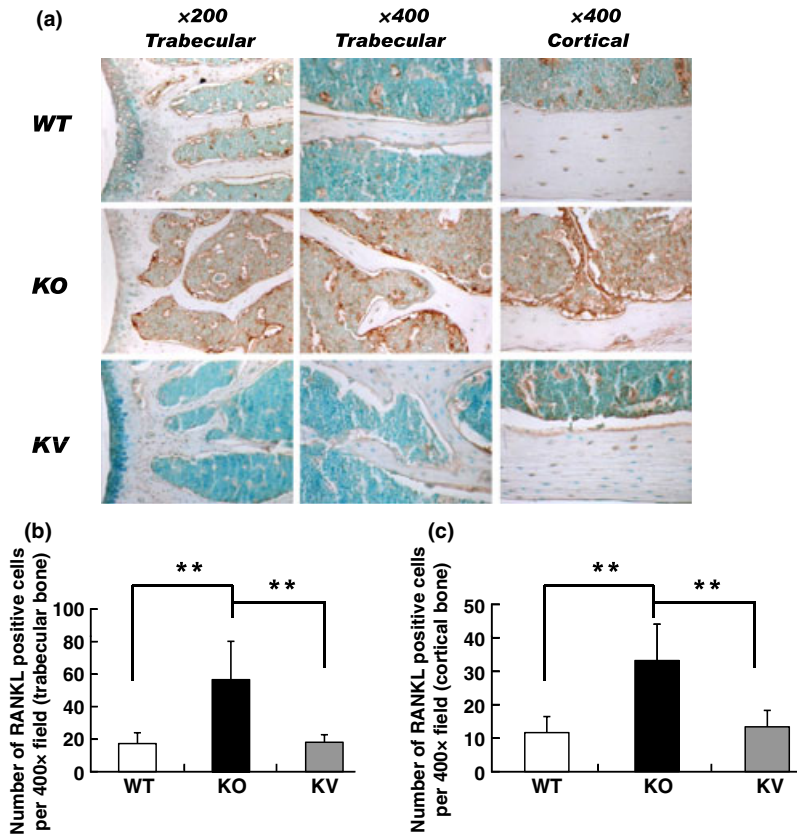 (a)
×200
Trabecular
×400
Trabecular
×400
Cortical
WT
KO
KV
(b)
Number of RANKL positive cells
per 400× field (trabecular bone)
100
80
60
40
20
0
**
**
WT
KO
KV
(c)
Number of RANKL positive cells
per 400× field (cortical bone)
50
40
30
20
10
0
**
**
WT
KO
KV